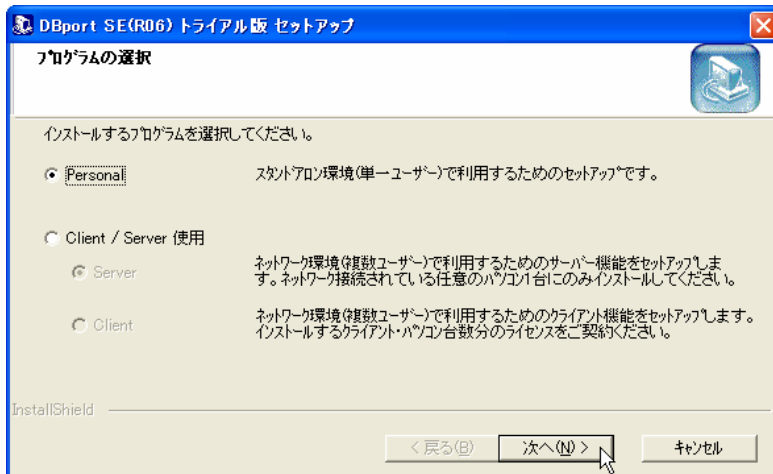 DBport SE(R06) トライアル版 セットアップ
プログラムの選択
インストールするプログラムを選択してください。
Personal
スタンドアロン環境(単一ユーザー)で利用するためのセットアップです。
Client / Server 使用
Server
ネットワーク環境(複数ユーザー)で利用するためのサーバー機能をセットアップしま
す。ネットワーク接続されている任意のパソコン1台にのみインストールしてください。
Client
ネットワーク環境(複数ユーザー)で利用するためのクライアント機能をセットアップします。
インストールするクライアント・パソコン台数分のライセンスをご契約ください。
InstallShield
< 戻る(B)
次へ(N) >
キャンセル